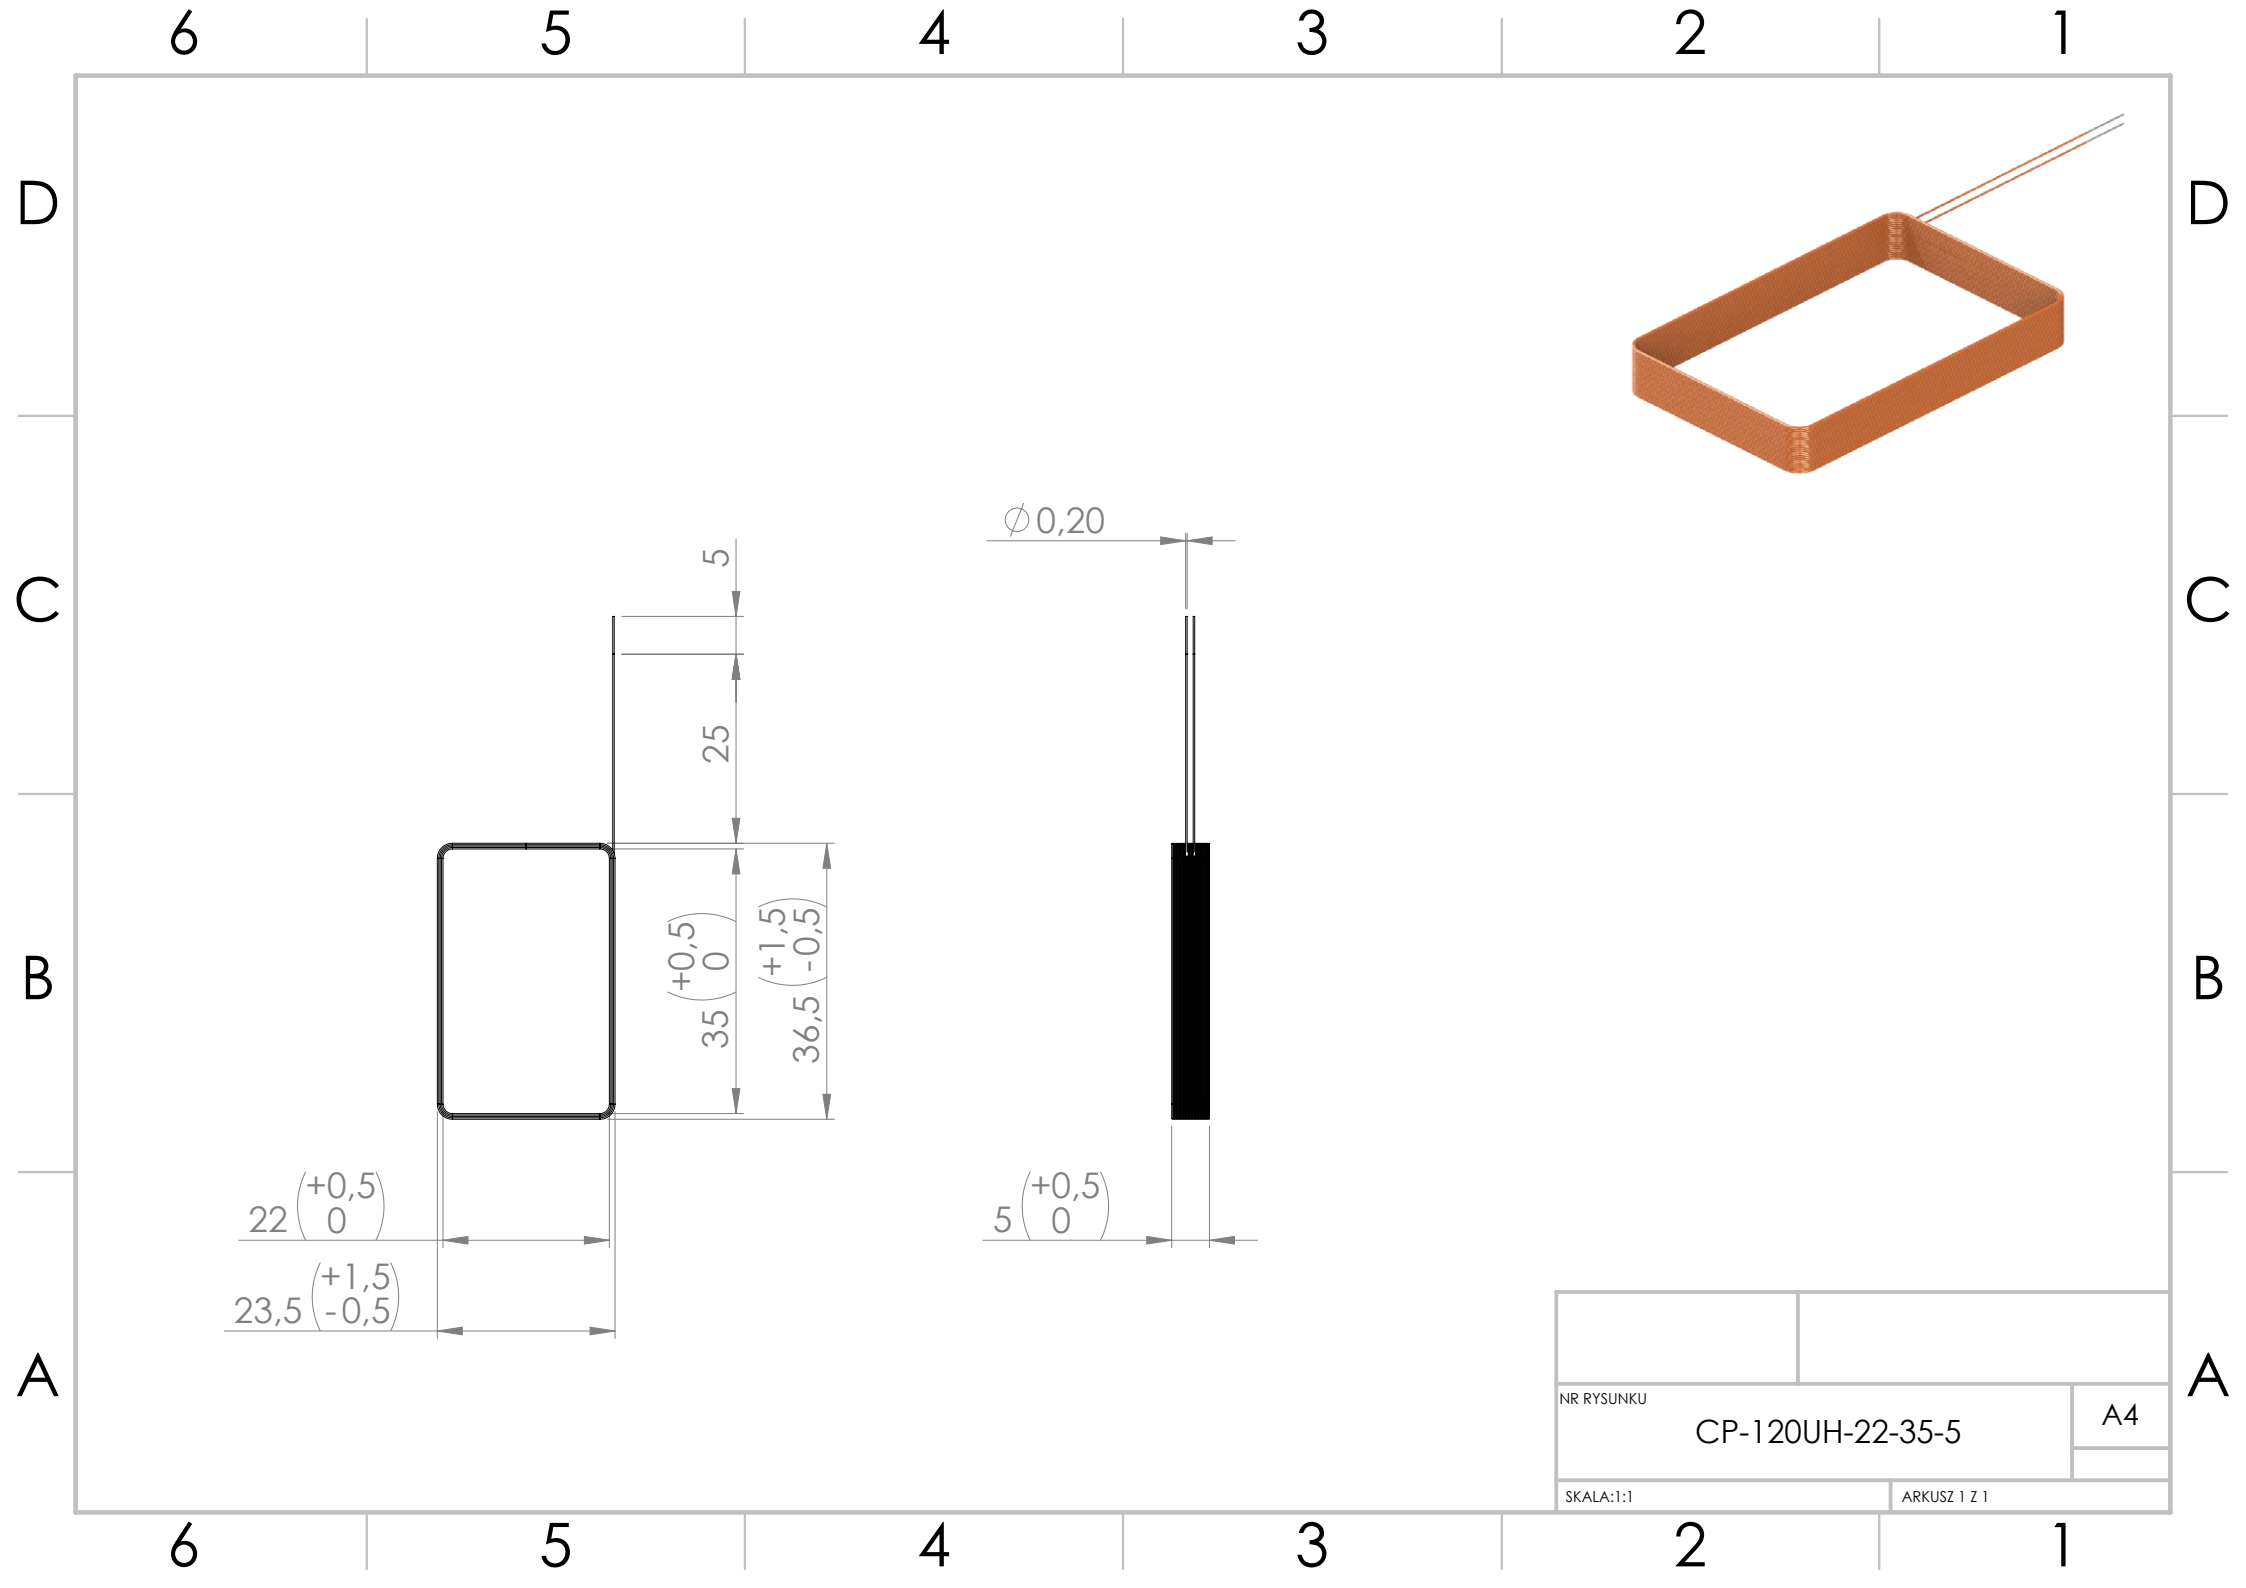 6 5 4 3 2 1
D D
⌀0,20
5
C C
25
35 (+0,5 0)
36,5 (+1,5 -0,5)
B B
22 (+0,5 0)
5 (+0,5 0)
23,5 (+1,5 -0,5)
A A
NR RYSUNKU
CP-120UH-22-35-5
A4
SKALA:1:1
ARKUSZ 1 Z 1
6 5 4 3 2 1